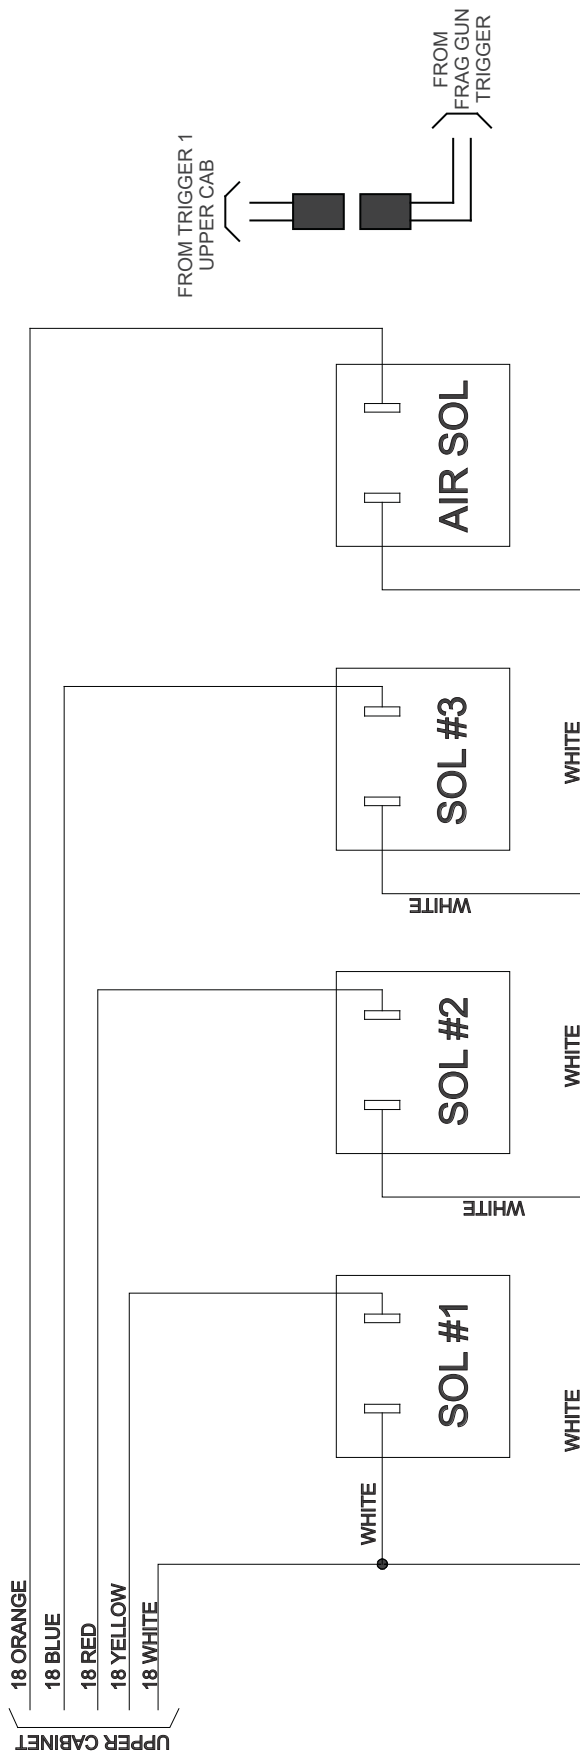 FROM
FRAG GUN
TRIGGER
FROM TRIGGER 1
UPPER CAB
AIR SOL
SOL #3
WHITE
WHITE
SOL #2
WHITE
WHITE
SOL #1
WHITE
WHITE
18 ORANGE
18 BLUE
18 RED
18 YELLOW
18 WHITE
UPPER CABINET